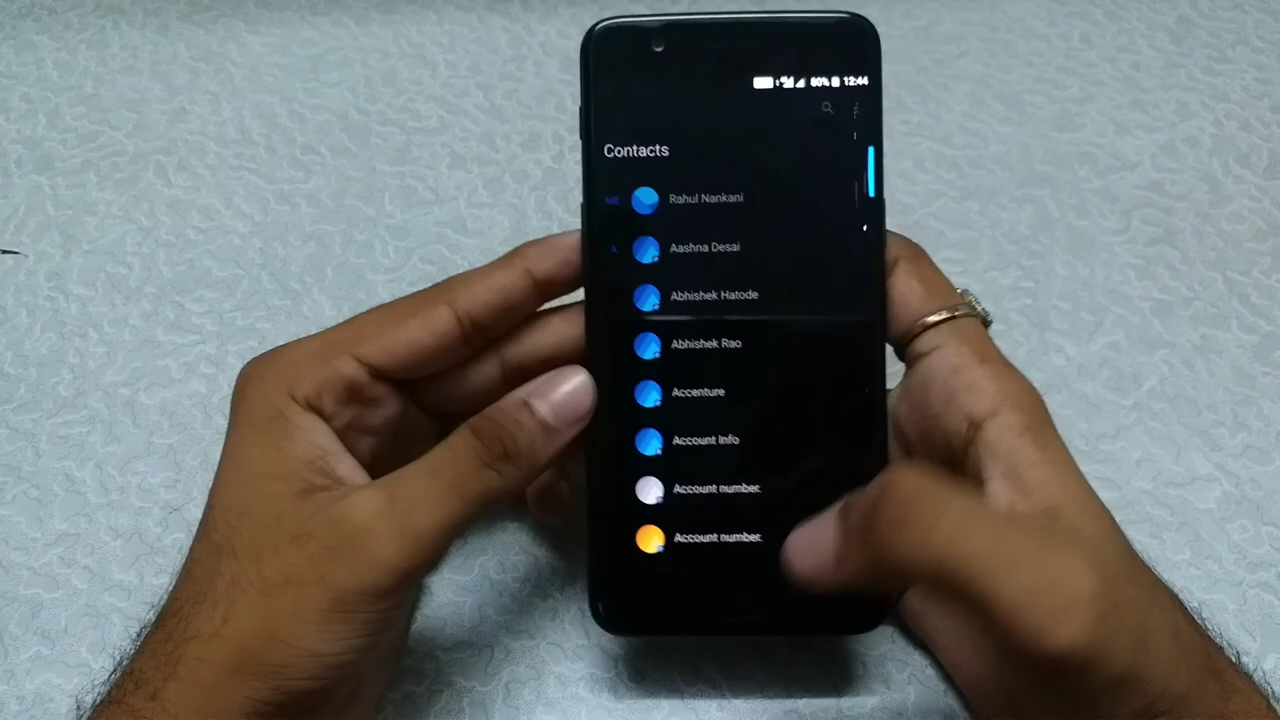 80% 12:44
Contacts
ME Rahul Nankani
A Aashna Desai
Abhishek Hatode
Abhishek Rao
Accenture
Account Info
Account number.
Account number.